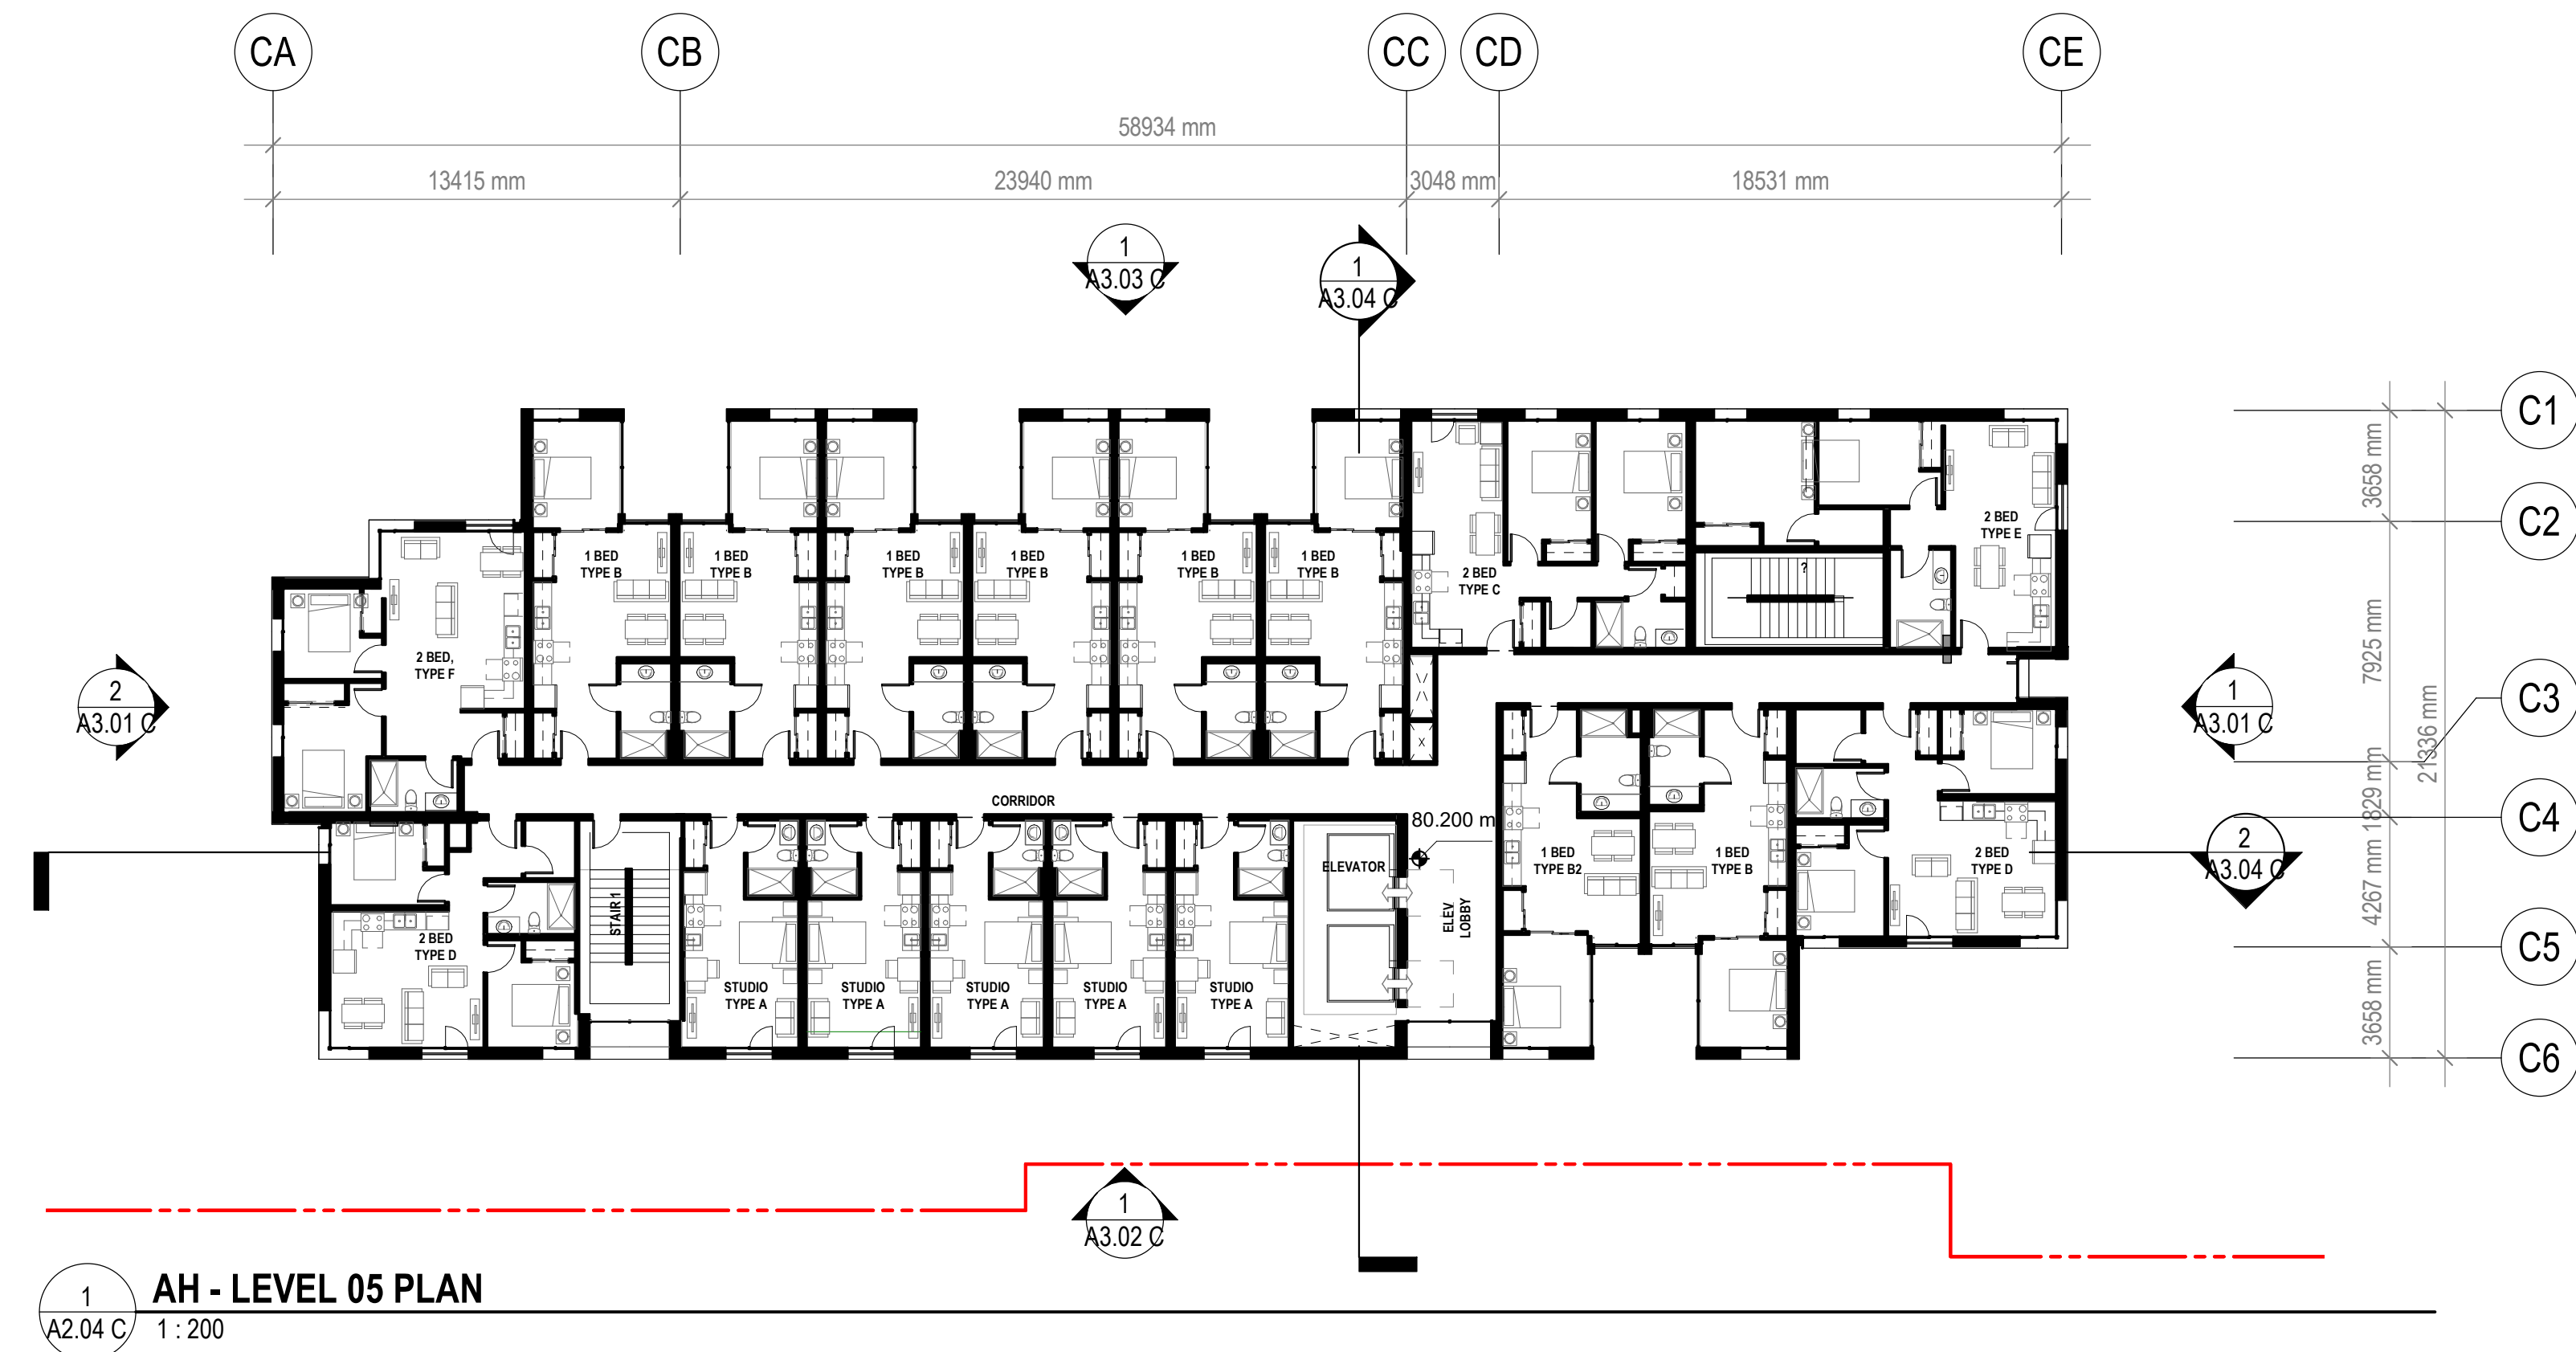 CA
CB
CC
CD
CE
58934 mm
13415 mm
23940 mm
3048 mm
18531 mm
1
A3.03 C
1
A3.04 C
C1
3658 mm
C2
7925 mm
21336 mm
C3
1829 mm
C4
4267 mm
C5
3658 mm
C6
1 BED
TYPE B
1 BED
TYPE B
1 BED
TYPE B
1 BED
TYPE B
1 BED
TYPE B
1 BED
TYPE B
2 BED
TYPE C
?
2 BED
TYPE E
2 BED,
TYPE F
2
A3.01 C
1
A3.01 C
X
X
X
CORRIDOR
80.200 m
ELEVATOR
ELEV
LOBBY
1 BED
TYPE B2
1 BED
TYPE B
2 BED
TYPE D
2
A3.04 C
STAIR 1
2 BED
TYPE D
STUDIO
TYPE A
STUDIO
TYPE A
STUDIO
TYPE A
STUDIO
TYPE A
STUDIO
TYPE A
1
A3.02 C
1
A2.04 C
AH - LEVEL 05 PLAN
1 : 200